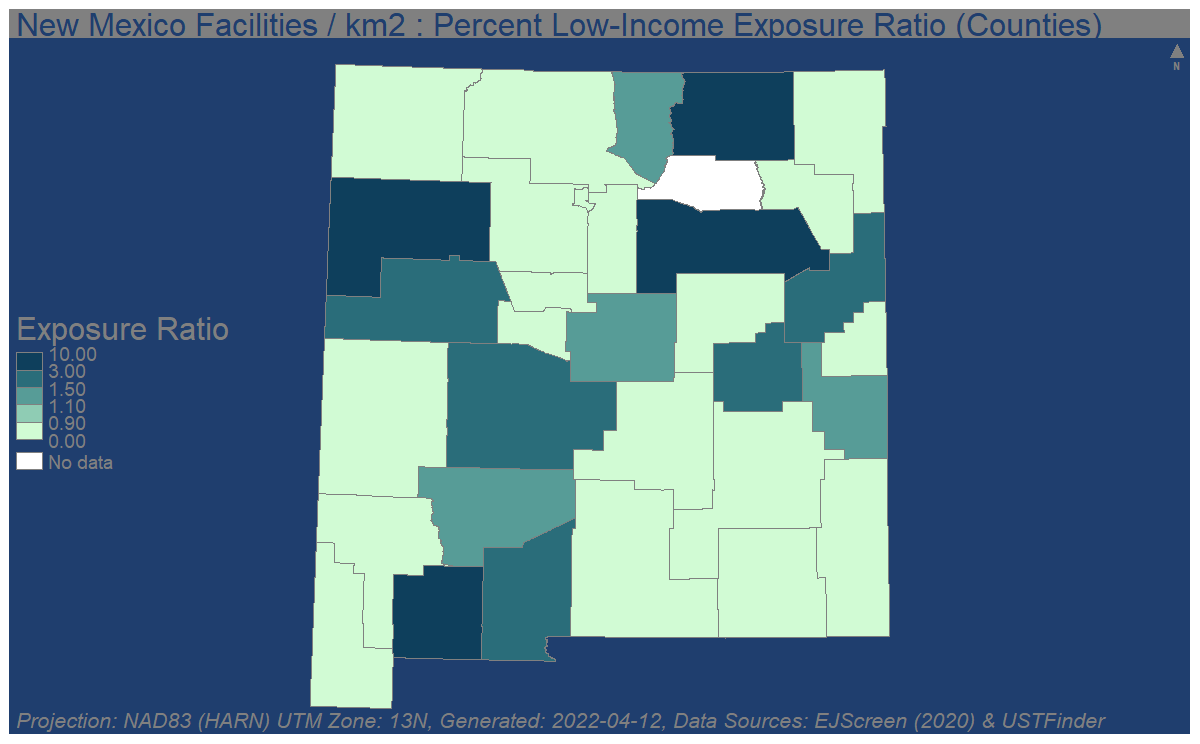 New Mexico Facilities / km2 : Percent Low-Income Exposure Ratio (Counties)
N
Exposure Ratio
10.00
3.00
1.50
1.10
0.90
0.00
No data
Projection: NAD83 (HARN) UTM Zone: 13N, Generated: 2022-04-12, Data Sources: EJScreen (2020) & USTFinder